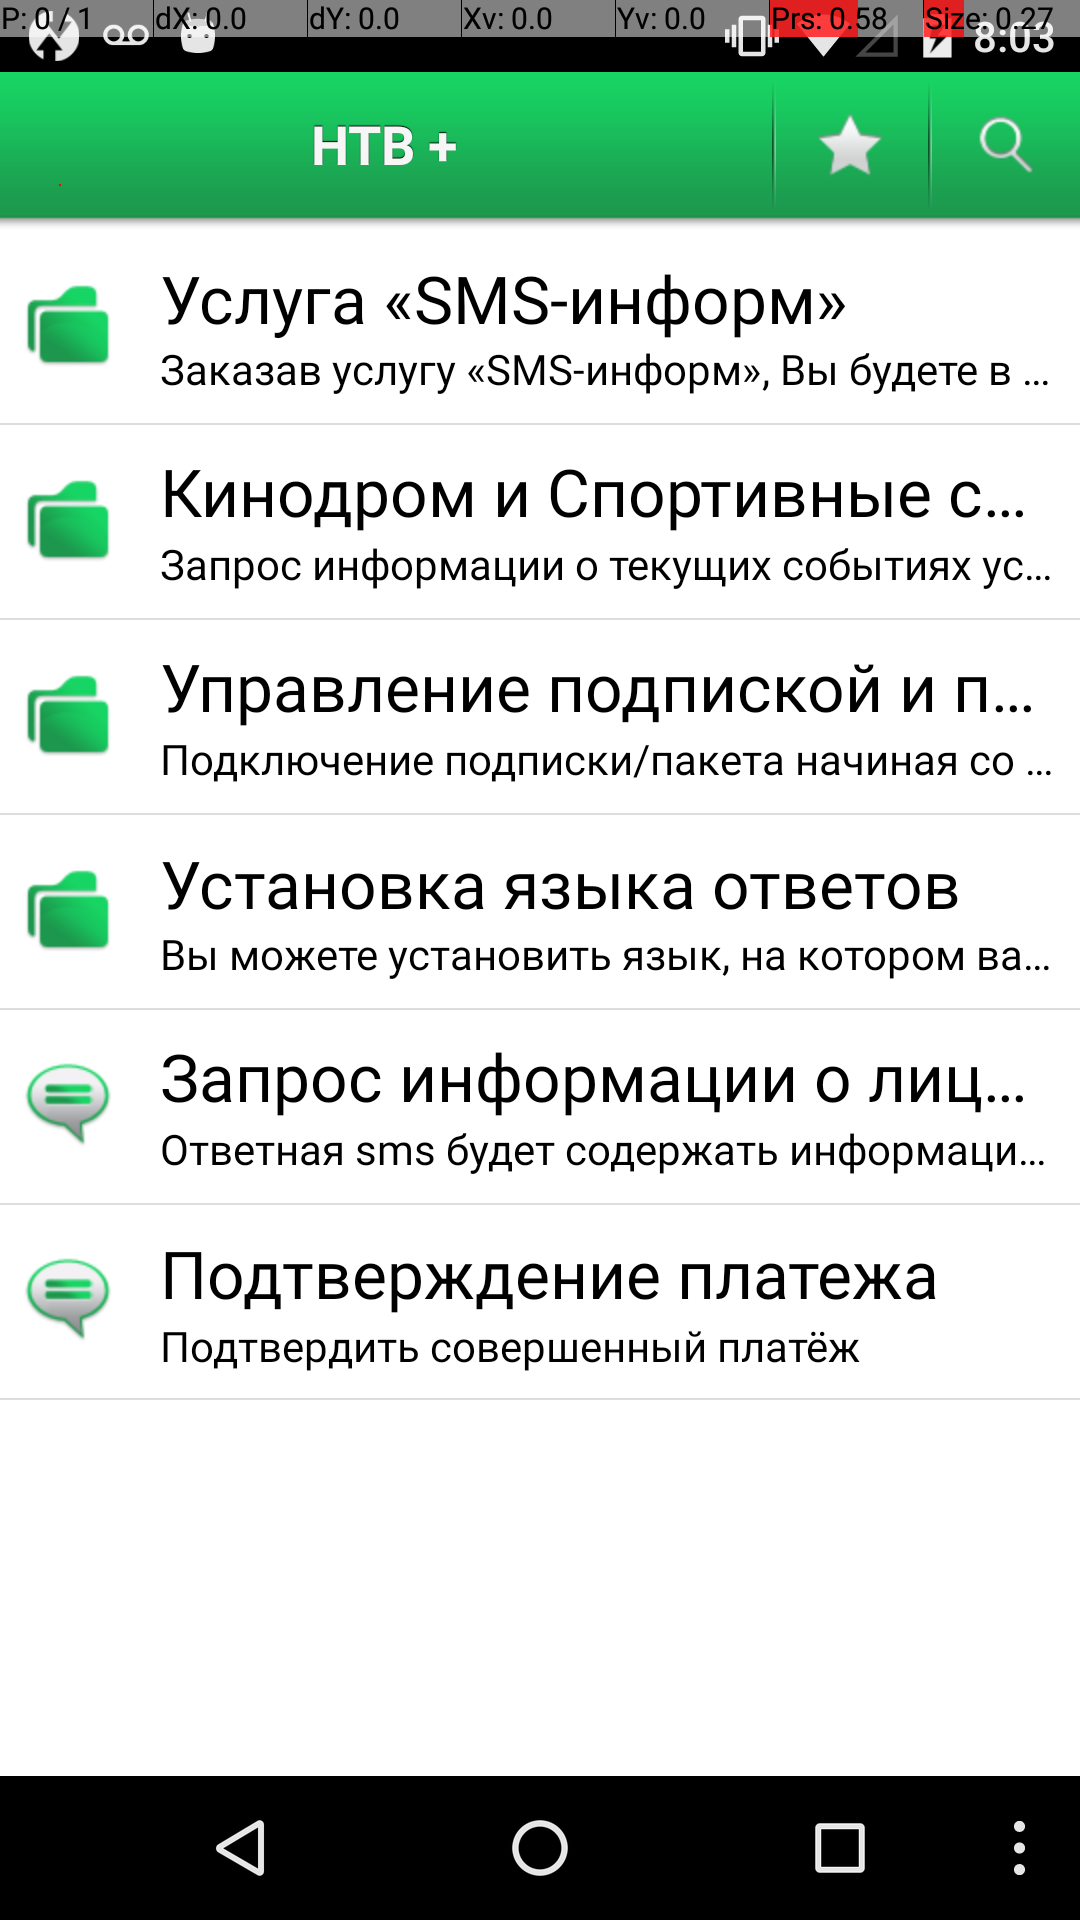 P: 0 / 1 dX: 0.0 dY: 0.0 Xv: 0.0 Yv: 0.0 Prs: 0.58 Size: 0.27
8:03
НТВ +
Услуга «SMS-информ»
Заказав услугу «SMS-информ», Вы будете в ...
Кинодром и Спортивные с...
Запрос информации о текущих событиях ус...
Управление подпиской и п...
Подключение подписки/пакета начиная со ...
Установка языка ответов
Вы можете установить язык, на котором ва...
Запрос информации о лиц...
Ответная sms будет содержать информаци...
Подтверждение платежа
Подтвердить совершенный платёж